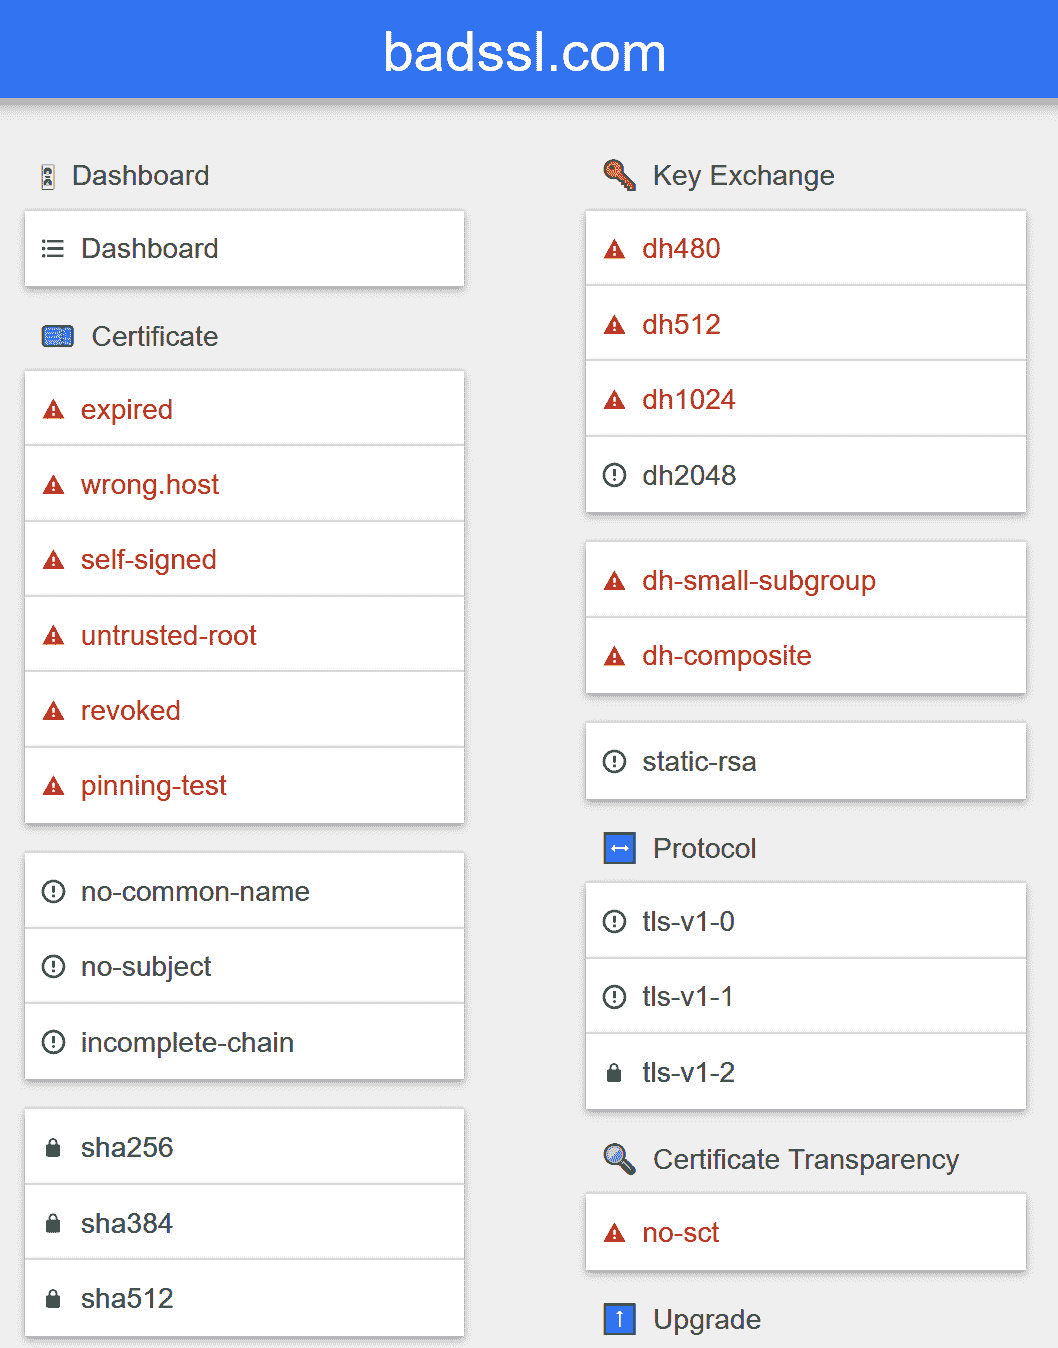 badssl.com
Dashboard
Dashboard
Certificate
expired
wrong.host
self-signed
untrusted-root
revoked
pinning-test
no-common-name
no-subject
incomplete-chain
sha256
sha384
sha512
Key Exchange
dh480
dh512
dh1024
dh2048
dh-small-subgroup
dh-composite
static-rsa
Protocol
tls-v1-0
tls-v1-1
tls-v1-2
Certificate Transparency
no-sct
Upgrade